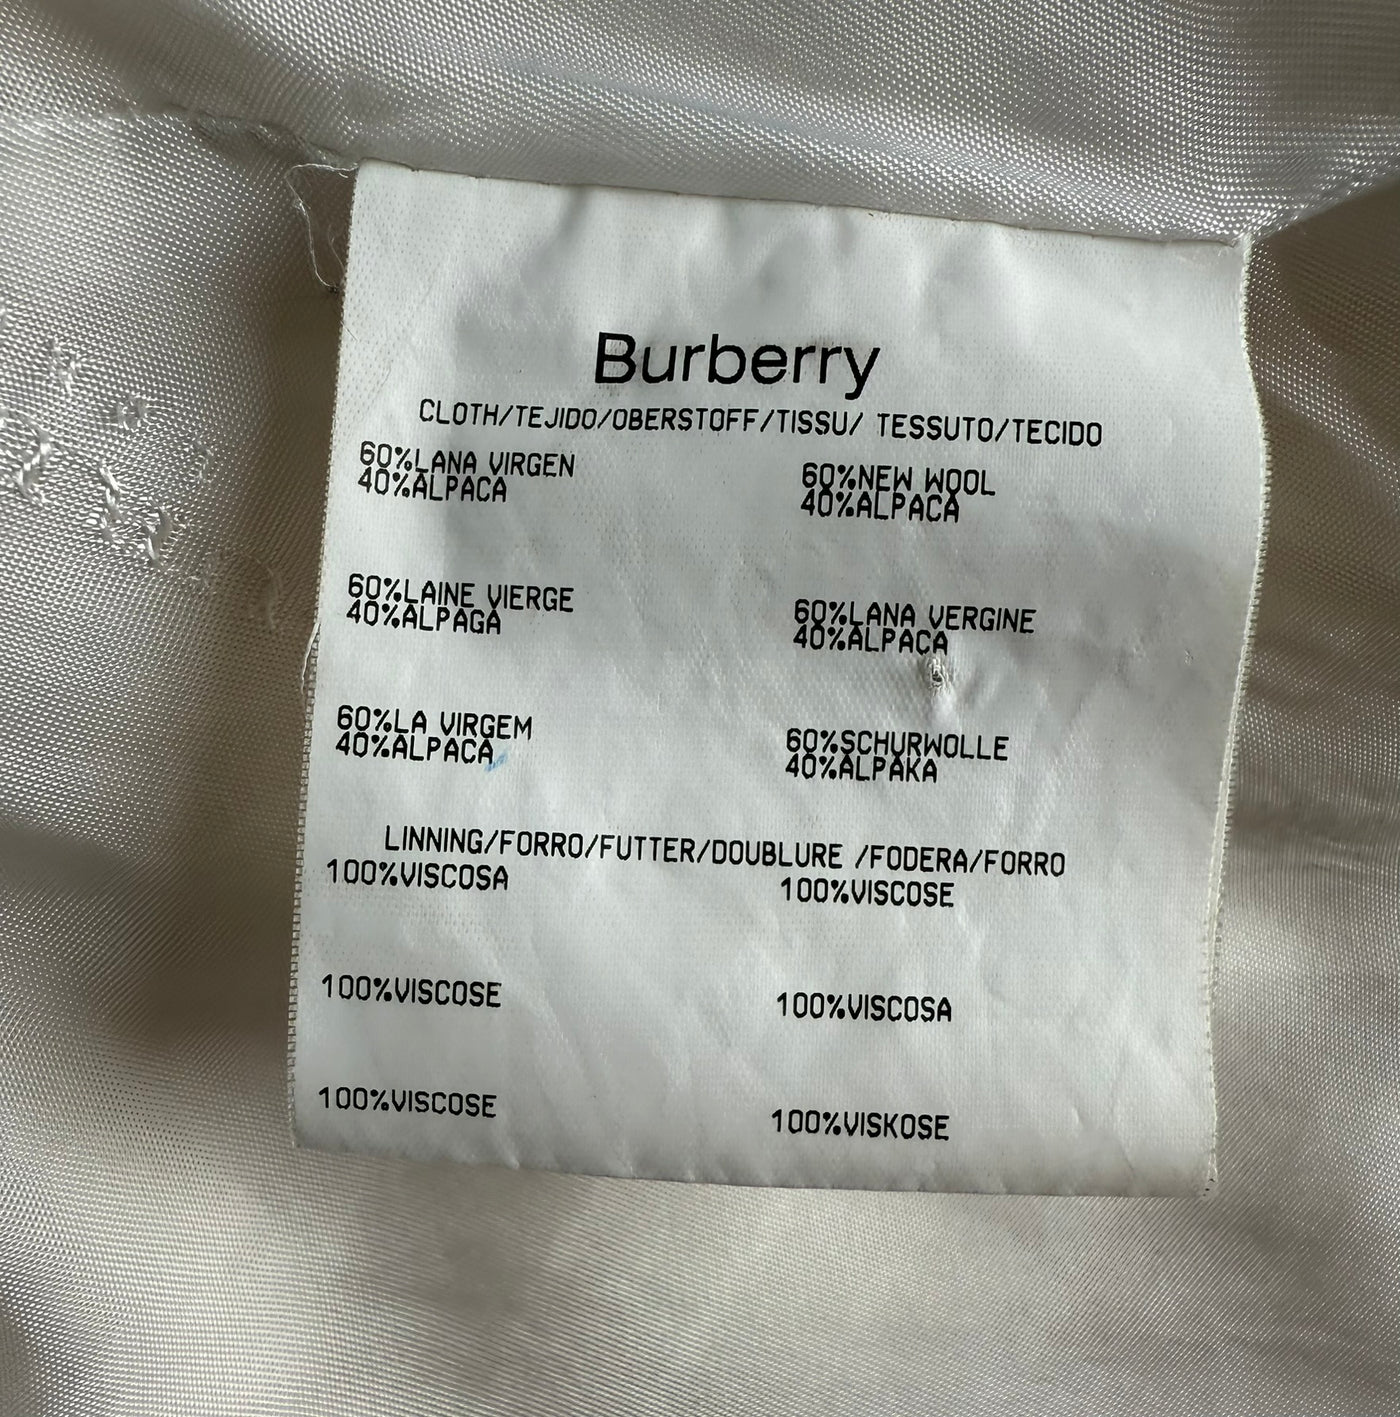 Burberry
CLOTH/TEJIDO/OBERSTOFF/TISSU/ TESSUTO/TECIDO
60%LANA VIRGEN
40%ALPACA
60%NEW WOOL
40%ALPACA
60%LAINE VIERGE
40%ALPAGA
60%LANA VERGINE
40%ALPACA
60%LA VIRGEM
40%ALPACA
60%SCHURWOLLE
40%ALPAKA
LINNING/FORRO/FUTTER/DOUBLURE /FODERA/FORRO
100%VISCOSA
100%VISCOSE
100%VISCOSE
100%VISCOSA
100%VISCOSE
100%VISKOSE